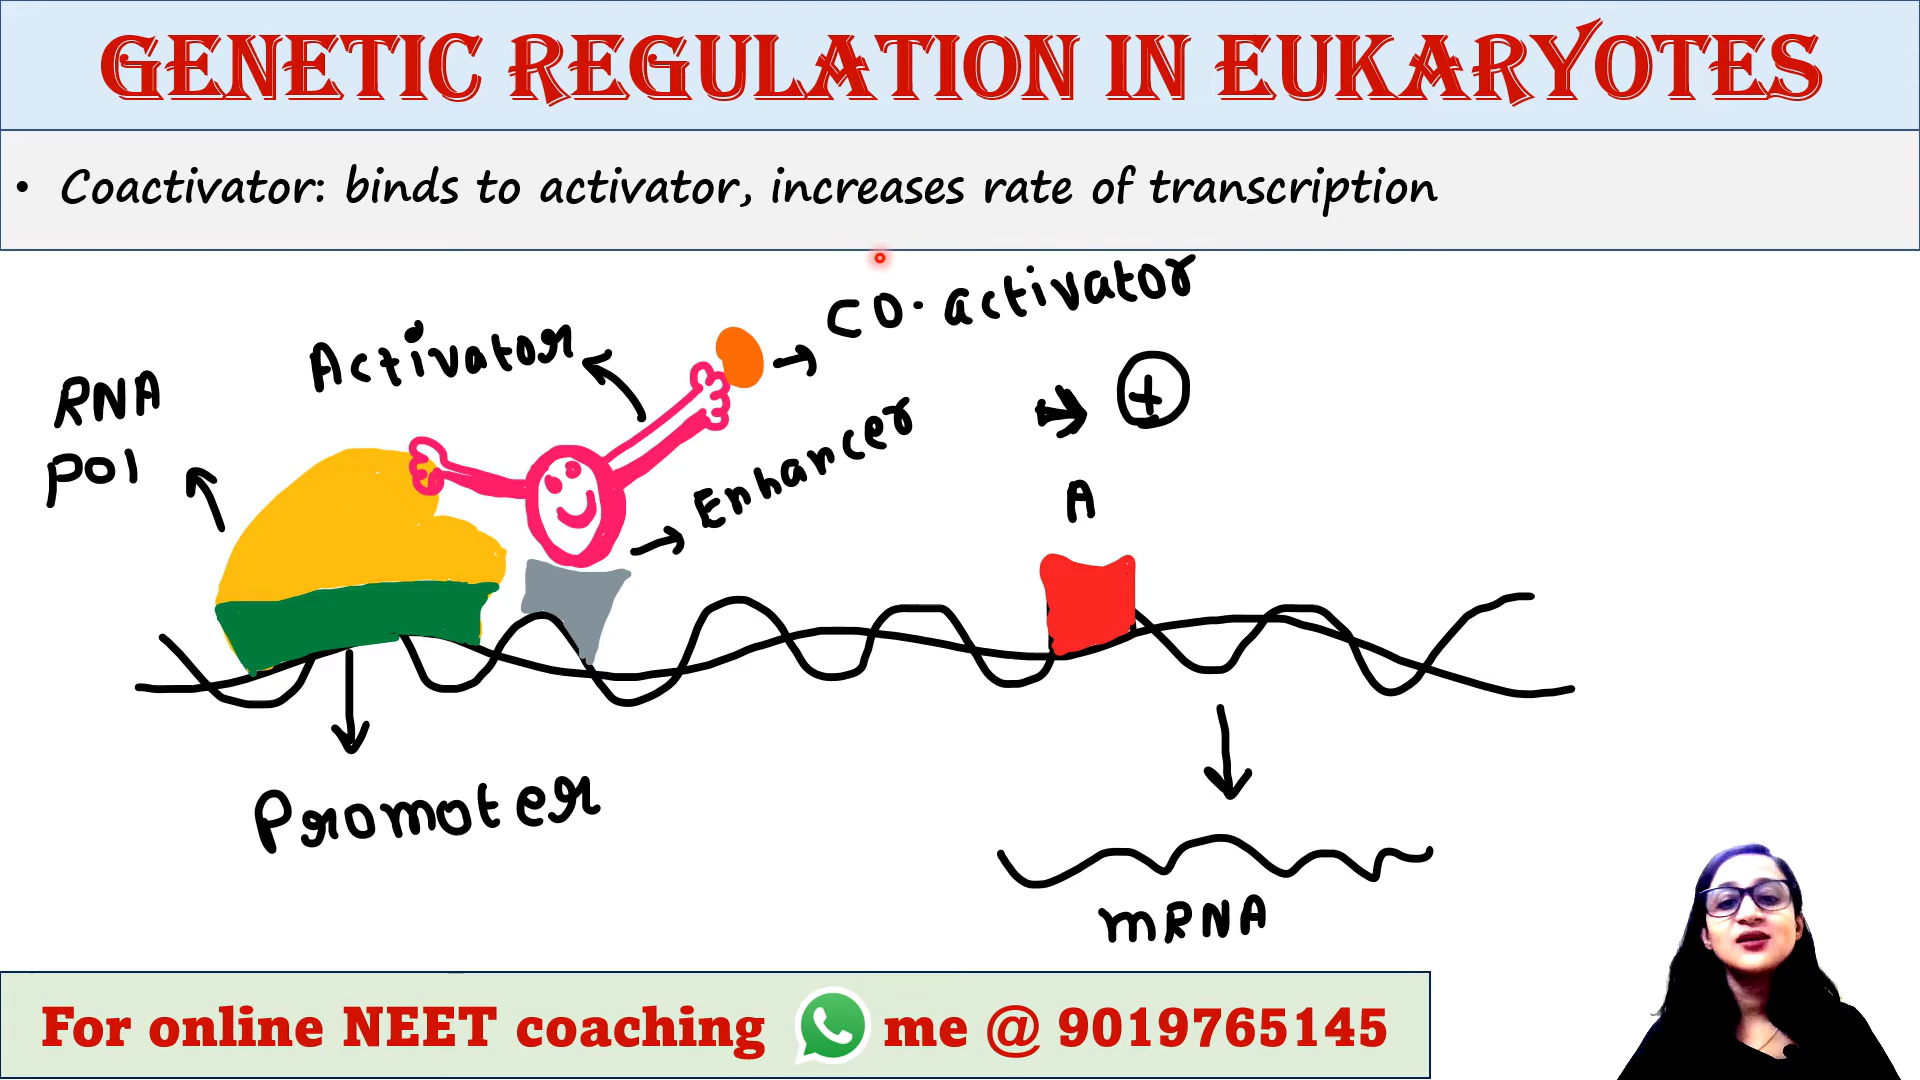 GENETIC REGULATION IN EUKARYOTES
• Coactivator: binds to activator, increases rate of transcription
CO·activator
Activator
RNA
pol
Enhancer
+
A
Promoter
mRNA
For online NEET coaching me @ 9019765145